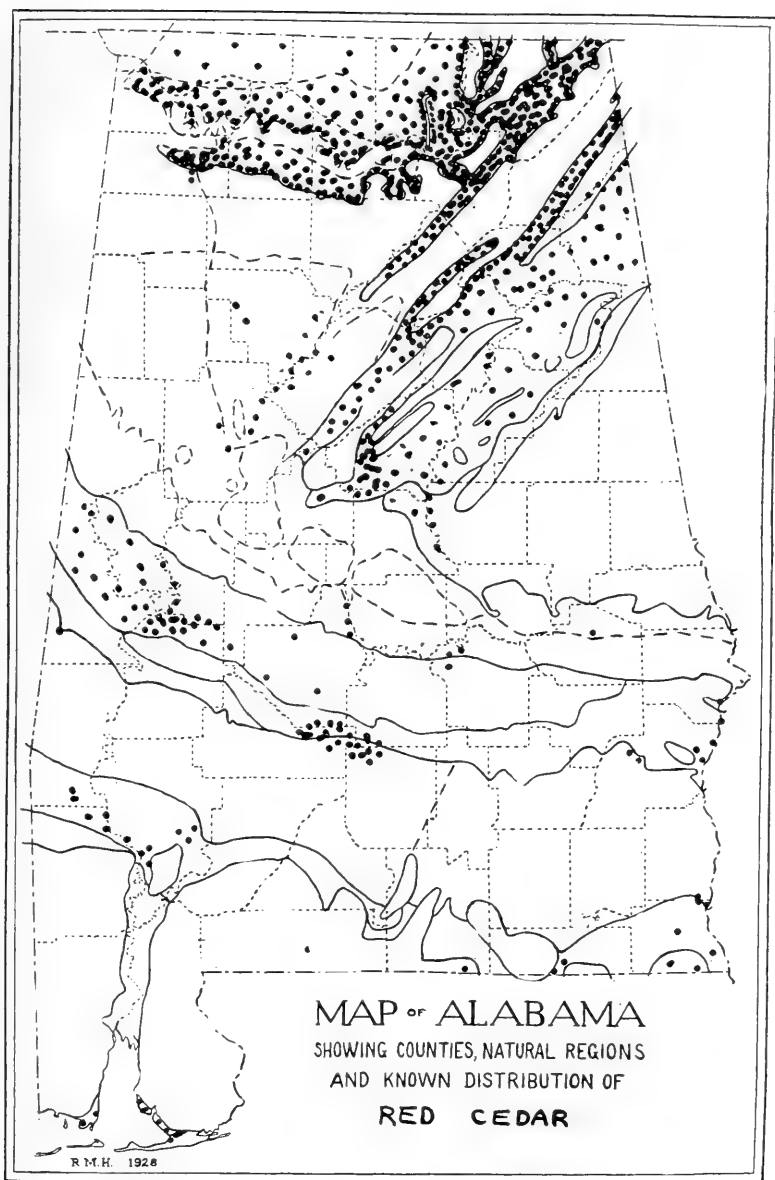 MAP OF ALABAMA
SHOWING COUNTIES, NATURAL REGIONS
AND KNOWN DISTRIBUTION OF
RED CEDAR
R.M.H. 1928